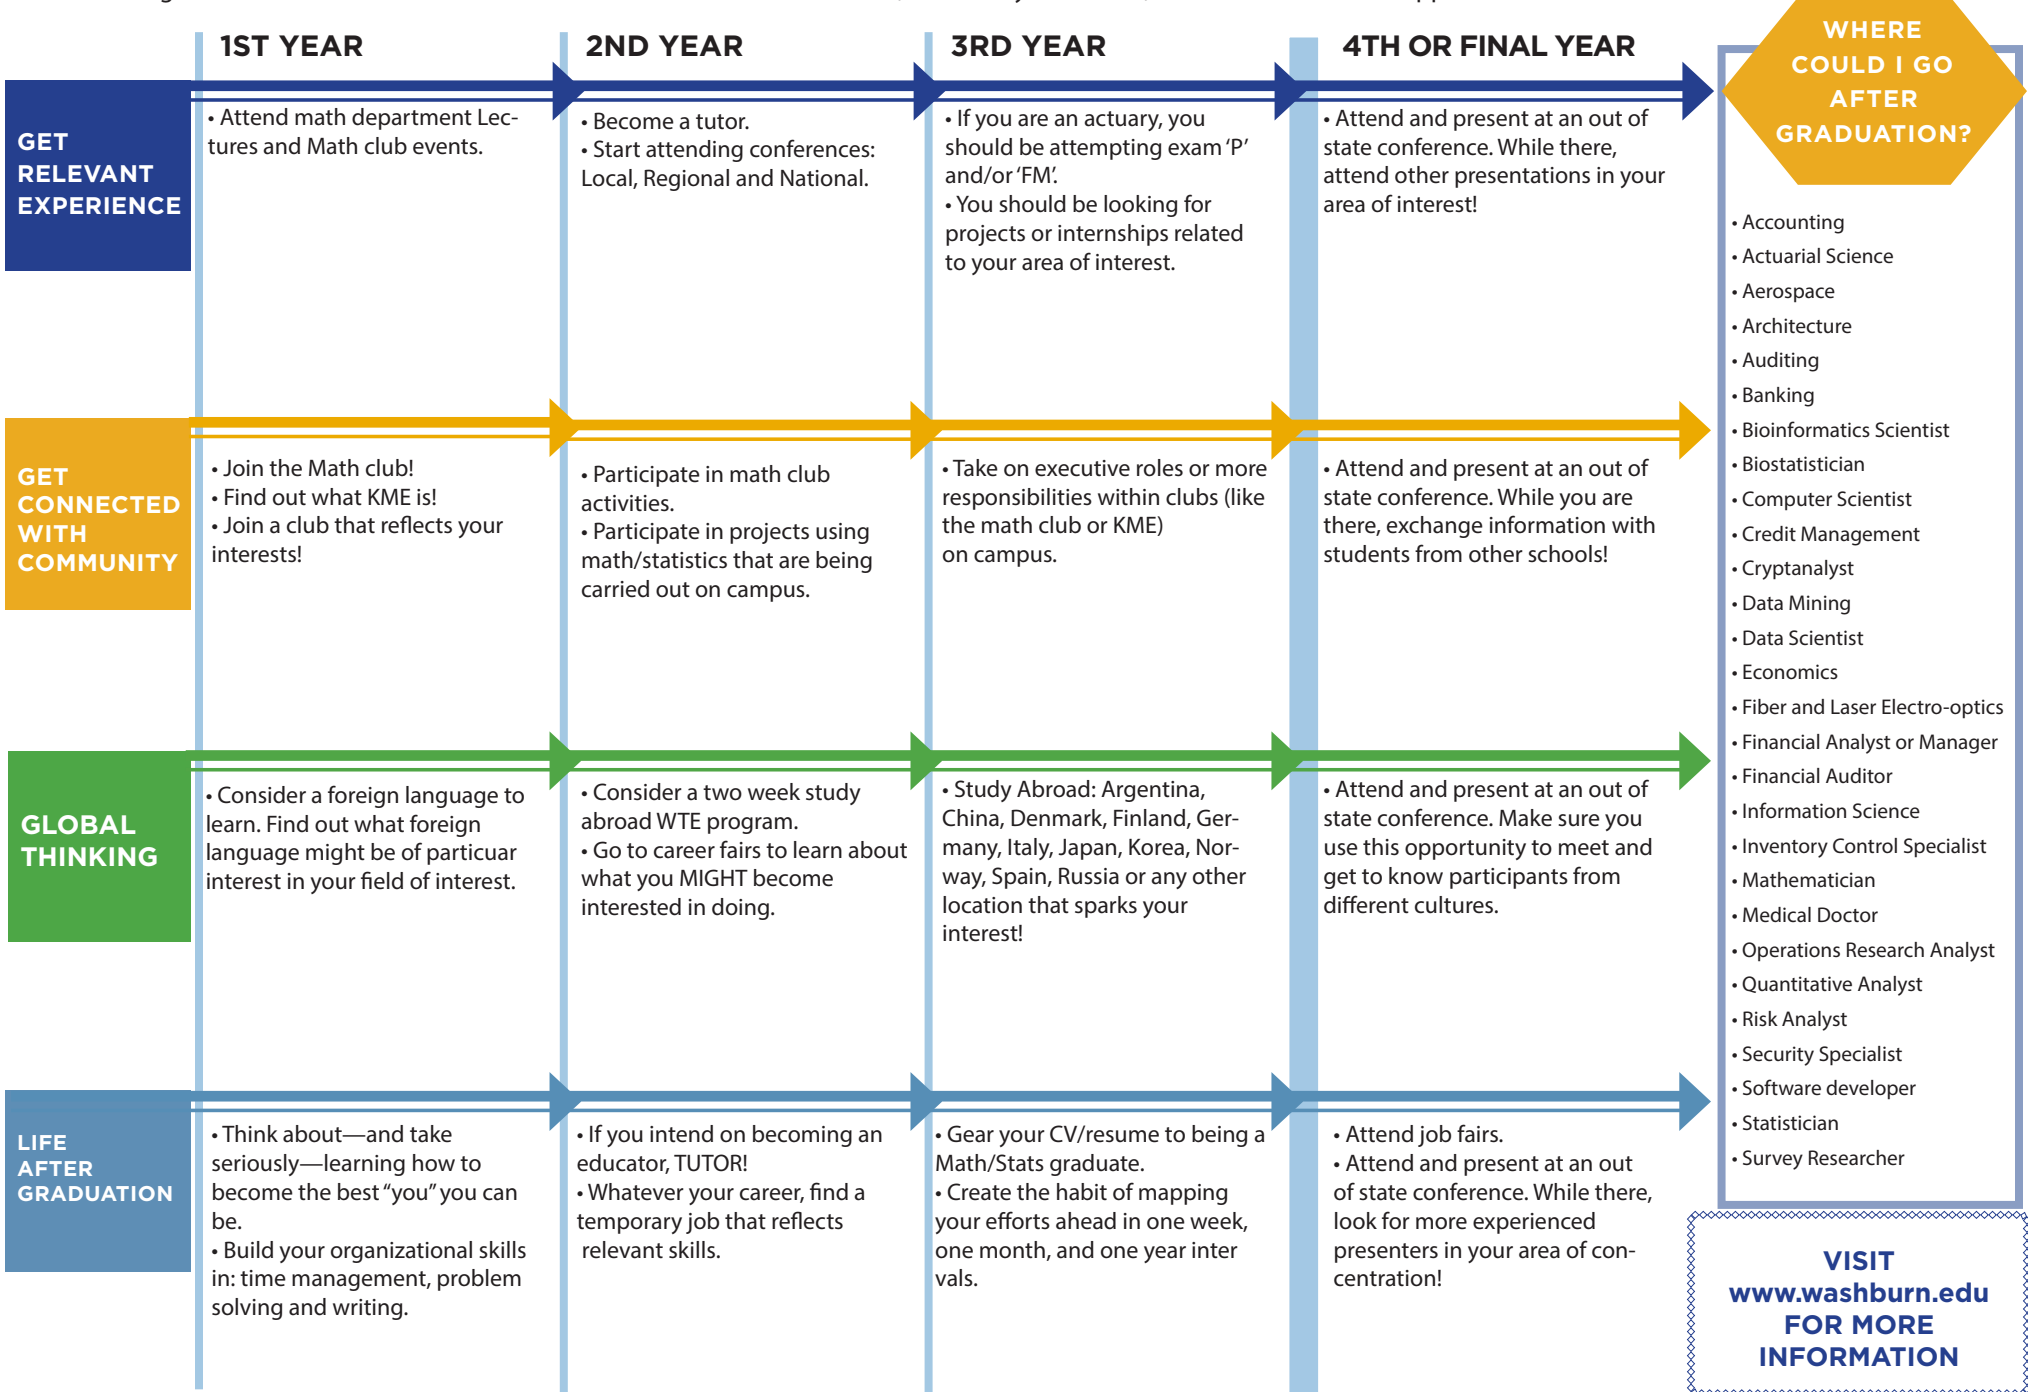 1ST YEAR
2ND YEAR
3RD YEAR
4TH OR FINAL YEAR
GET
RELEVANT
EXPERIENCE
• Attend math department Lec-
tures and Math club events.
• Become a tutor.
• Start attending conferences:
Local, Regional and National.
• If you are an actuary, you
should be attempting exam ‘P’
and/or ‘FM’.
• You should be looking for
projects or internships related
to your area of interest.
• Attend and present at an out of
state conference. While there,
attend other presentations in your
area of interest!
GET
CONNECTED
WITH
COMMUNITY
• Join the Math club!
• Find out what KME is!
• Join a club that reflects your
interests!
• Participate in math club
activities.
• Participate in projects using
math/statistics that are being
carried out on campus.
• Take on executive roles or more
responsibilities within clubs (like
the math club or KME)
on campus.
• Attend and present at an out of
state conference. While you are
there, exchange information with
students from other schools!
GLOBAL
THINKING
• Consider a foreign language to
learn. Find out what foreign
language might be of particuar
interest in your field of interest.
• Consider a two week study
abroad WTE program.
• Go to career fairs to learn about
what you MIGHT become
interested in doing.
• Study Abroad: Argentina,
China, Denmark, Finland, Ger-
many, Italy, Japan, Korea, Nor-
way, Spain, Russia or any other
location that sparks your
interest!
• Attend and present at an out of
state conference. Make sure you
use this opportunity to meet and
get to know participants from
different cultures.
LIFE
AFTER
GRADUATION
• Think about—and take
seriously—learning how to
become the best “you” you can
be.
• Build your organizational skills
in: time management, problem
solving and writing.
• If you intend on becoming an
educator, TUTOR!
• Whatever your career, find a
temporary job that reflects
relevant skills.
• Gear your CV/resume to being a
Math/Stats graduate.
• Create the habit of mapping
your efforts ahead in one week,
one month, and one year inter
vals.
• Attend job fairs.
• Attend and present at an out
of state conference. While there,
look for more experienced
presenters in your area of con-
centration!
WHERE
COULD I GO
AFTER
GRADUATION?
• Accounting
• Actuarial Science
• Aerospace
• Architecture
• Auditing
• Banking
• Bioinformatics Scientist
• Biostatistician
• Computer Scientist
• Credit Management
• Cryptanalyst
• Data Mining
• Data Scientist
• Economics
• Fiber and Laser Electro-optics
• Financial Analyst or Manager
• Financial Auditor
• Information Science
• Inventory Control Specialist
• Mathematician
• Medical Doctor
• Operations Research Analyst
• Quantitative Analyst
• Risk Analyst
• Security Specialist
• Software developer
• Statistician
• Survey Researcher
VISIT
www.washburn.edu
FOR MORE
INFORMATION